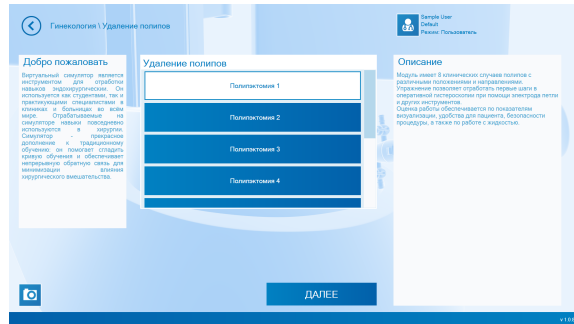 Гинекология \ Удаление полипов
Sample User
Default
Режим: Пользователь
Добро пожаловать
Виртуальный симулятор является
инструментом для отработки
навыков эндохирургических. Он
используется как студентами, так и
практикующими специалистами в
клиниках и больницах во всём
мире. Отрабатываемые на
симуляторе навыки повседневно
используются в хирургии.
Симулятор - прекрасное
дополнение к традиционному
обучению: он помогает сгладить
кривую обучения и обеспечивает
непрерывную обратную связь для
минимизации влияния
хирургического вмешательства.
Удаление полипов
Полипэктомия 1
Полипэктомия 2
Полипэктомия 3
Полипэктомия 4
Описание
Модуль имеет 8 клинических случаев полипов с
различными положениями и направлениями.
Упражнение позволяет отработать первые шаги в
оперативной гистероскопии при помощи электрода петли
и других инструментов.
Оценка работы обеспечивается по показателям
визуализации, удобства для пациента, безопасности
процедуры, а также по работе с жидкостью.
ДАЛЕЕ